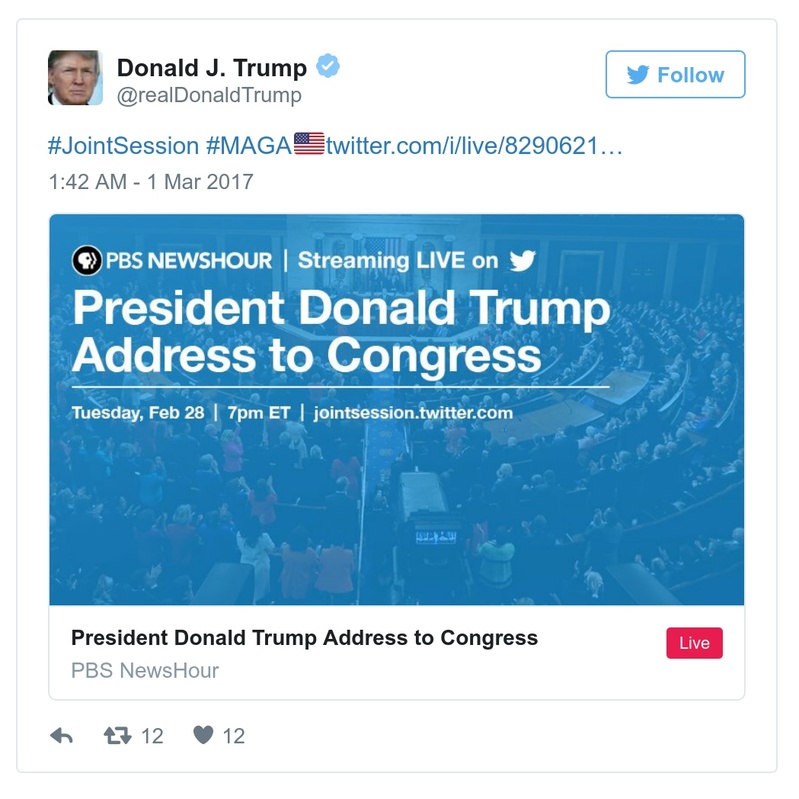 Donald J. Trump
@realDonaldTrump
Follow
#JointSession #MAGA🇺🇸twitter.com/i/live/8290621…
1:42 AM - 1 Mar 2017
PBS NEWSHOUR | Streaming LIVE on
President Donald Trump
Address to Congress
Tuesday, Feb 28 | 7pm ET | jointsession.twitter.com
President Donald Trump Address to Congress
Live
PBS NewsHour
12 12